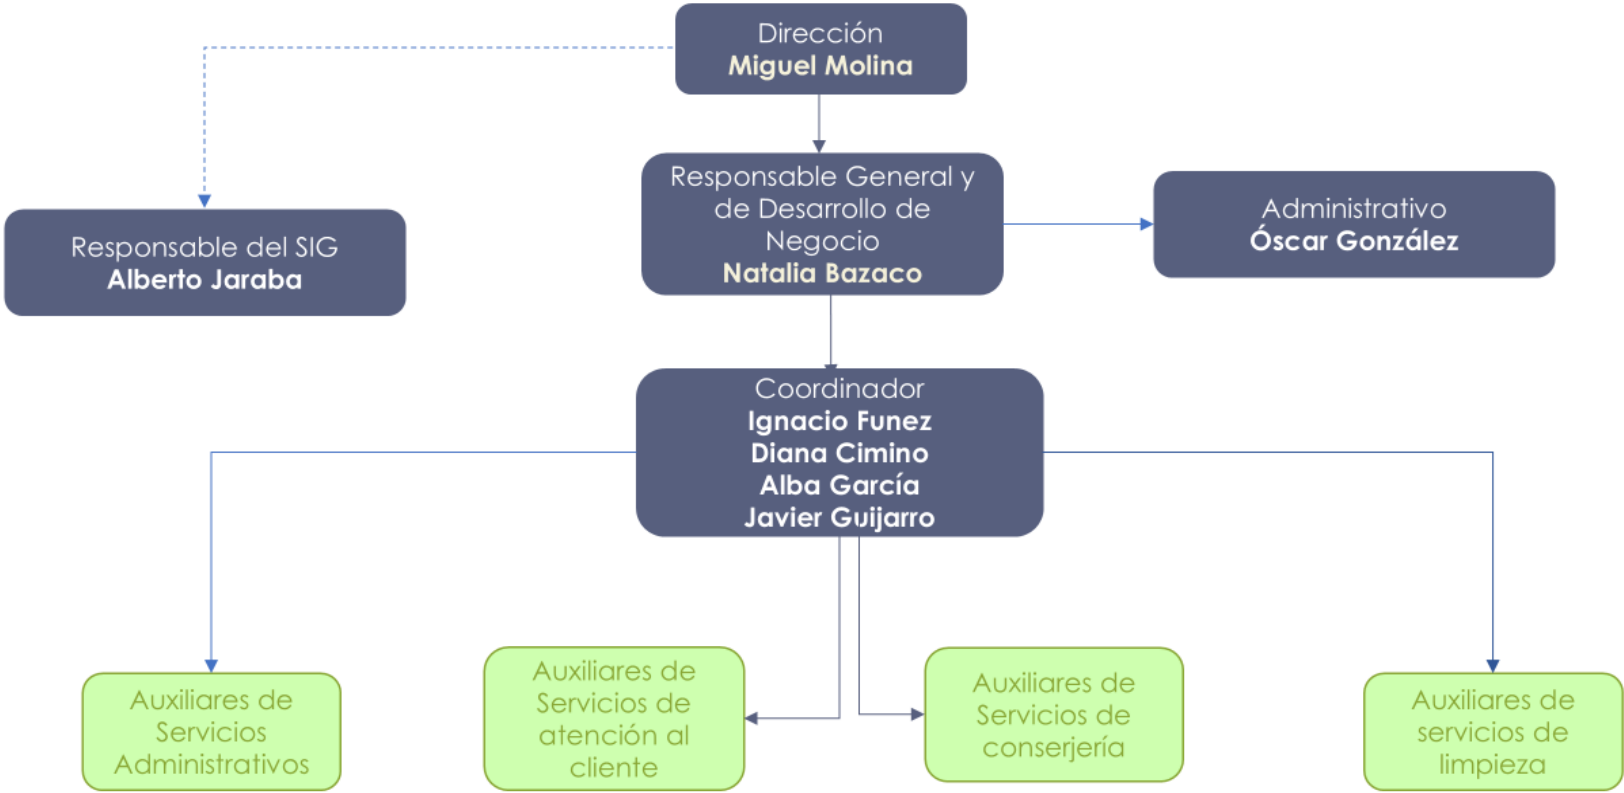 Dirección
Miguel Molina
Responsable General y
de Desarrollo de
Negocio
Natalia Bazaco
Administrativo
Óscar González
Responsable del SIG
Alberto Jaraba
Coordinador
Ignacio Funez
Diana Cimino
Alba García
Javier Guijarro
Auxiliares de
Servicios
Administrativos
Auxiliares de
Servicios de
atención al
cliente
Auxiliares de
Servicios de
conserjería
Auxiliares de
servicios de
limpieza